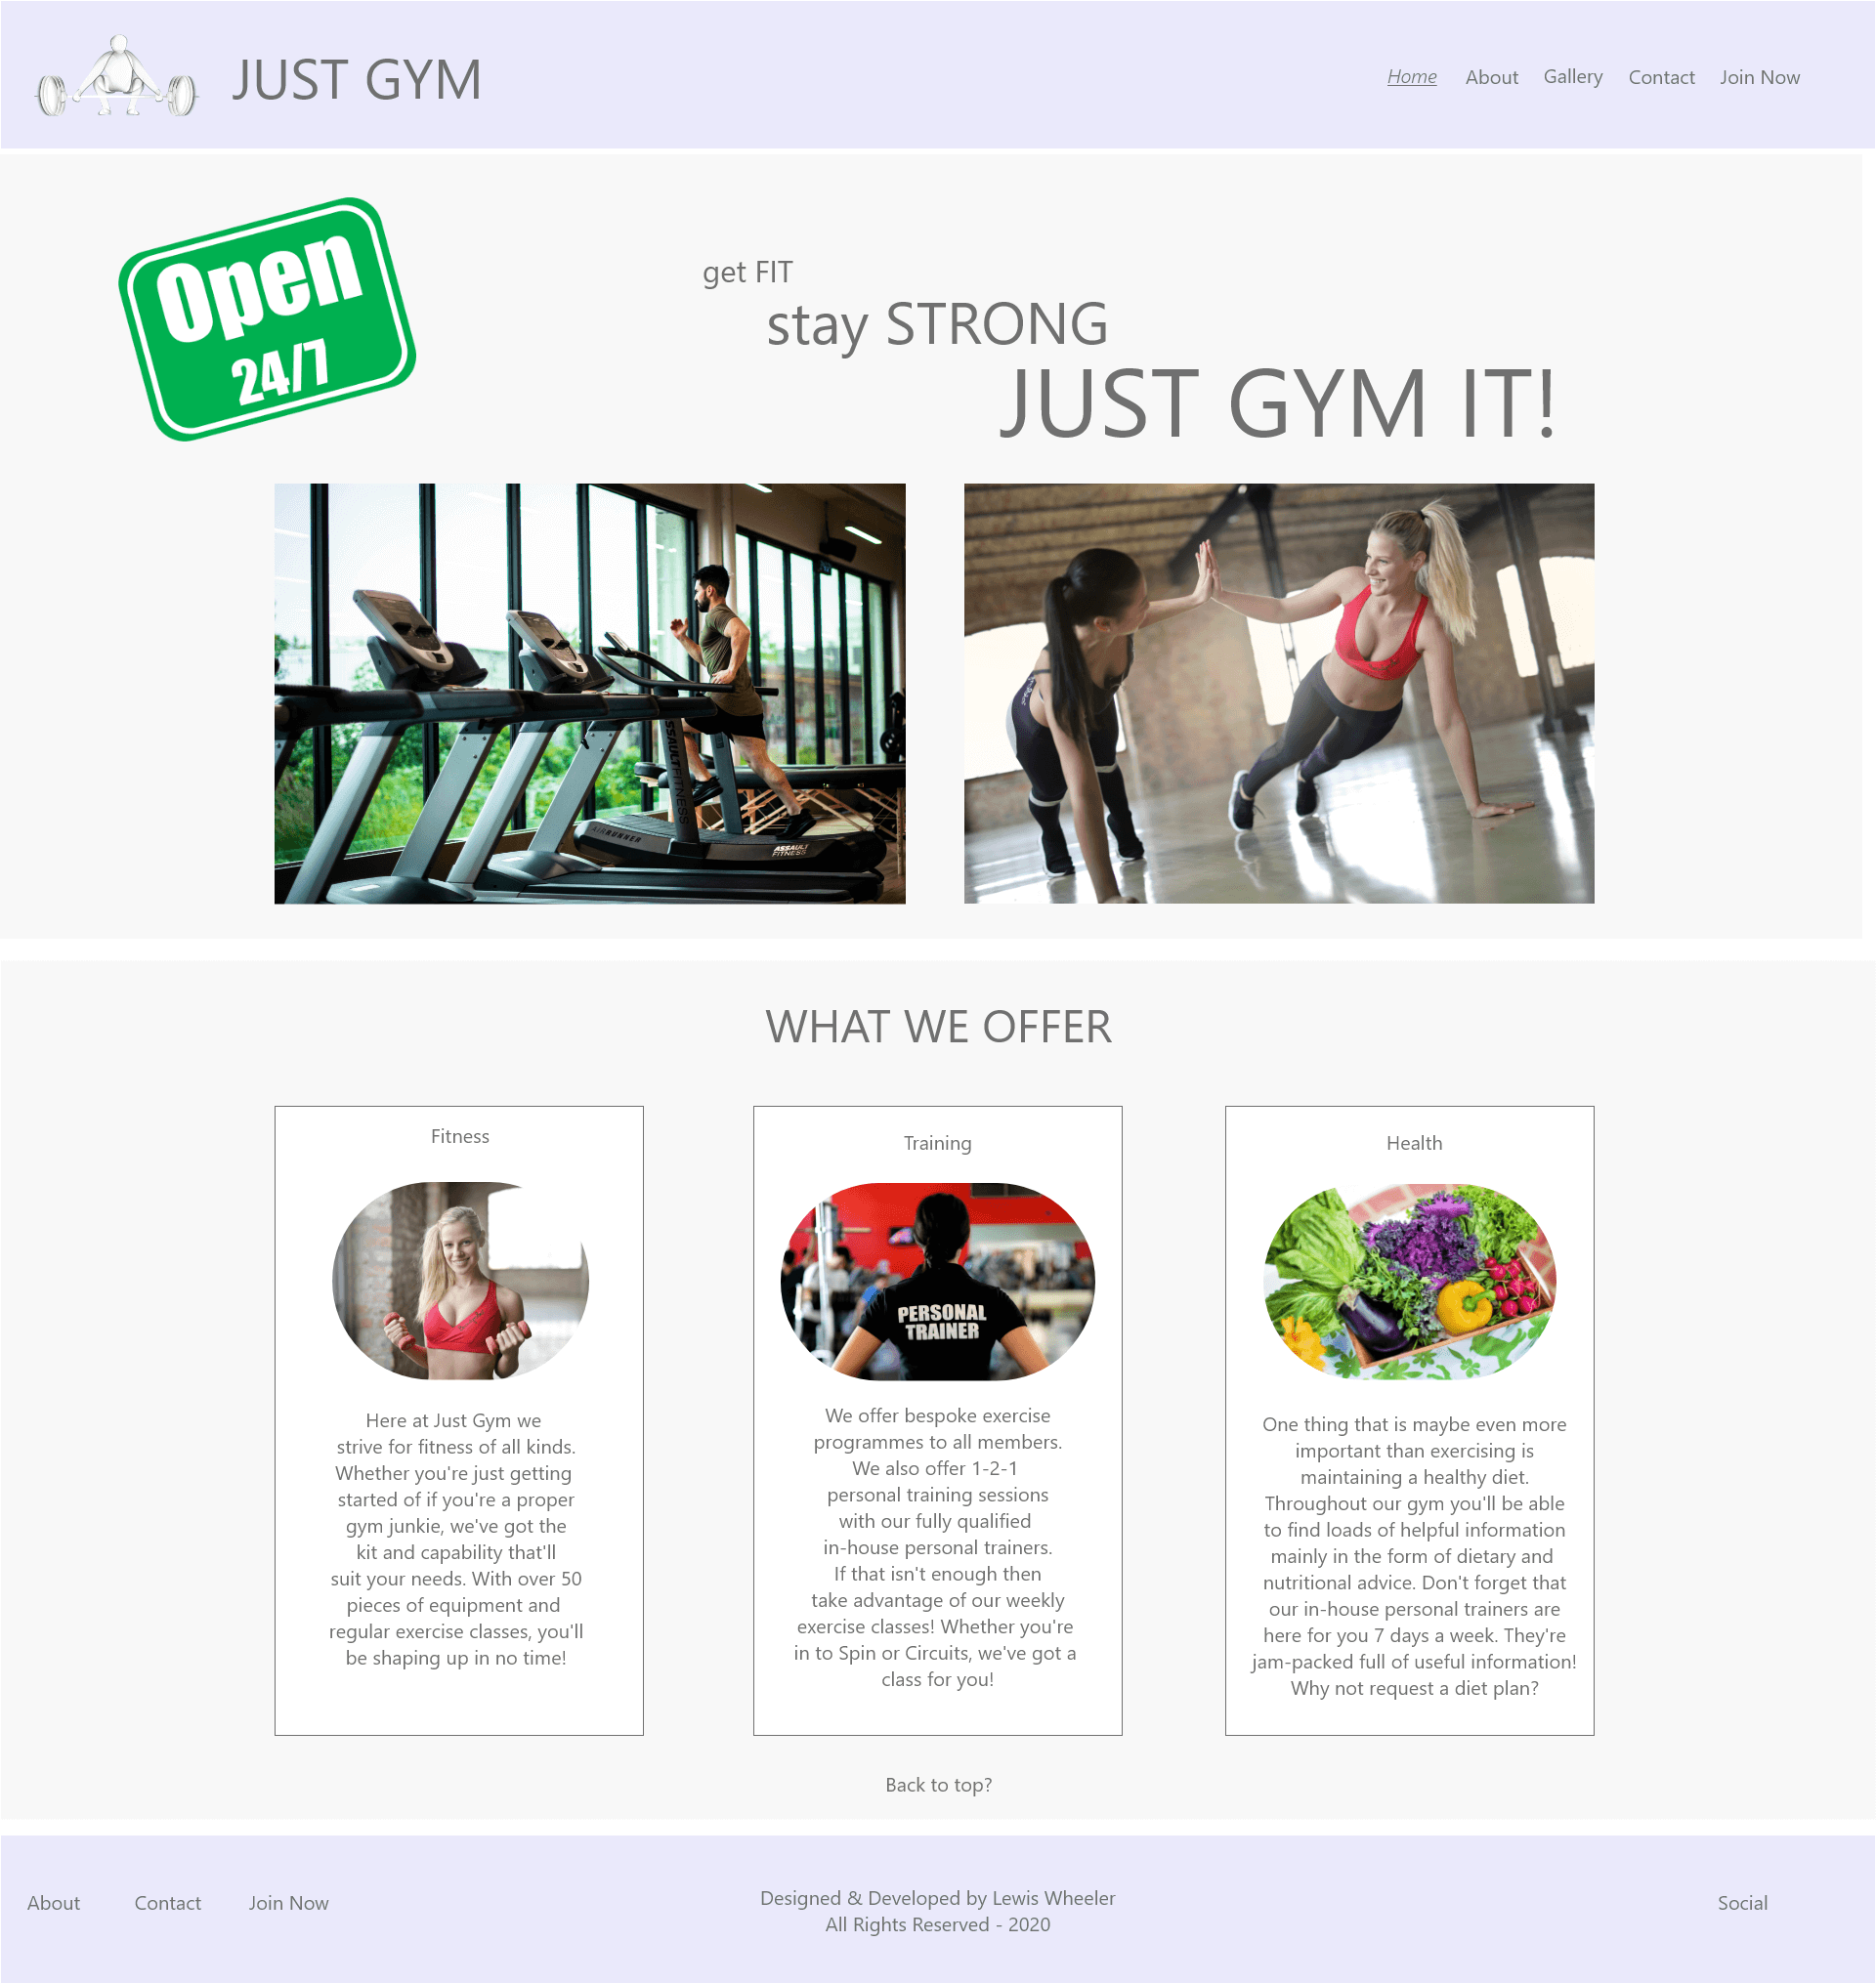 JUST GYM
Home About Gallery Contact Join Now
Open
24/7
get FIT
stay STRONG
JUST GYM IT!
ASSAULT FITNESS
AIRRUNNER
ASSAULT
FITNESS
WHAT WE OFFER
Fitness
Here at Just Gym we
strive for fitness of all kinds.
Whether you're just getting
started of if you're a proper
gym junkie, we've got the
kit and capability that'll
suit your needs. With over 50
pieces of equipment and
regular exercise classes, you'll
be shaping up in no time!
Training
PERSONAL
TRAINER
We offer bespoke exercise
programmes to all members.
We also offer 1-2-1
personal training sessions
with our fully qualified
in-house personal trainers.
If that isn't enough then
take advantage of our weekly
exercise classes! Whether you're
in to Spin or Circuits, we've got a
class for you!
Health
One thing that is maybe even more
important than exercising is
maintaining a healthy diet.
Throughout our gym you'll be able
to find loads of helpful information
mainly in the form of dietary and
nutritional advice. Don't forget that
our in-house personal trainers are
here for you 7 days a week. They're
jam-packed full of useful information!
Why not request a diet plan?
Back to top?
About Contact Join Now
Designed & Developed by Lewis Wheeler
All Rights Reserved - 2020
Social